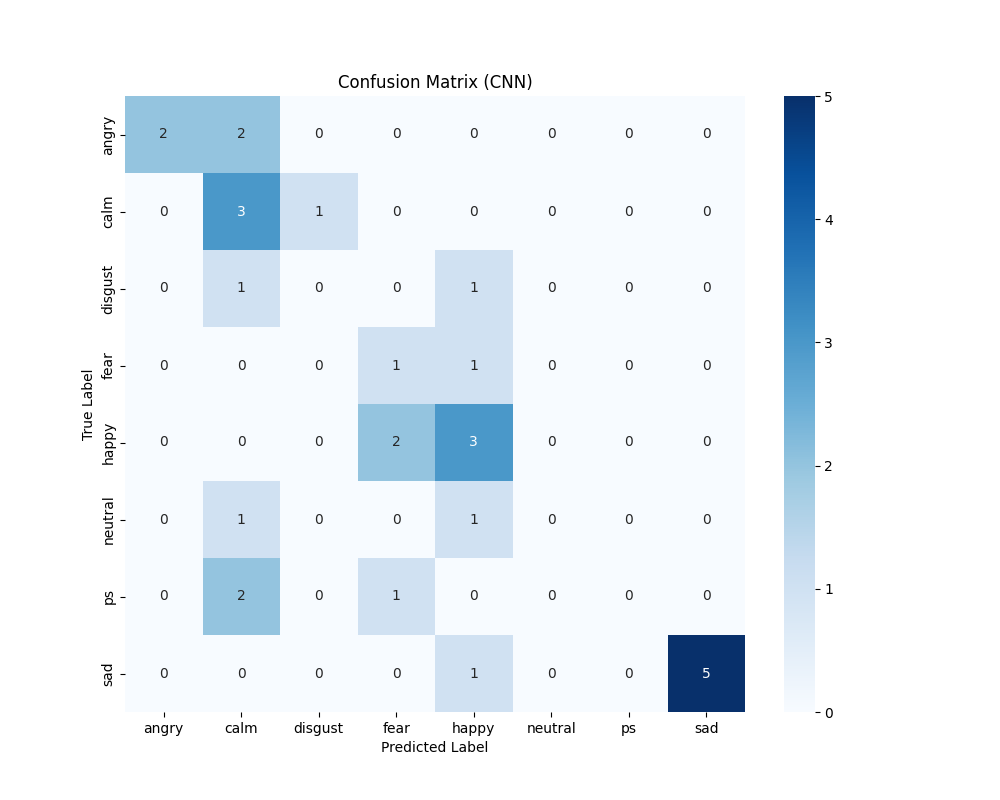 Confusion Matrix (CNN)
True Label
angry 2 2 0 0 0 0 0 0
calm 0 3 1 0 0 0 0 0
disgust 0 1 0 0 1 0 0 0
fear 0 0 0 1 1 0 0 0
happy 0 0 0 2 3 0 0 0
neutral 0 1 0 0 1 0 0 0
ps 0 2 0 1 0 0 0 0
sad 0 0 0 0 1 0 0 5
angry calm disgust fear happy neutral ps sad
Predicted Label
5
4
3
2
1
0